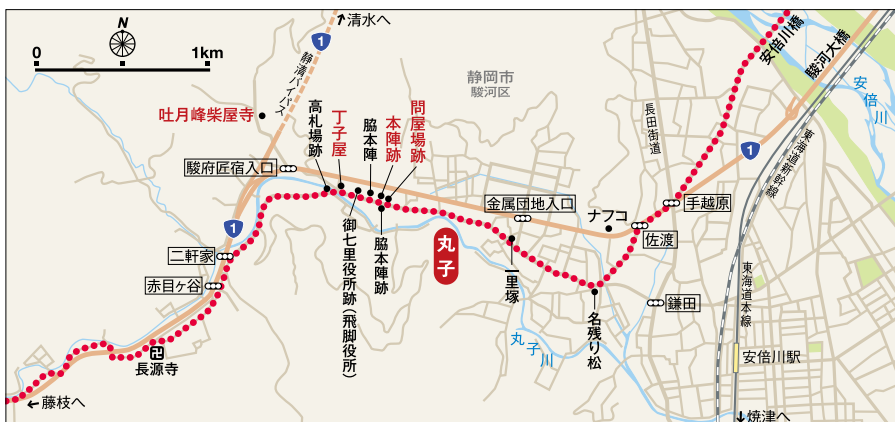 N
0
1km
↗清水へ
1
静清バイパス
静岡市
駿河区
安倍川橋
駿河大橋
安倍川
長田街道
東海道新幹線
吐月峰柴屋寺
高札場跡
丁子屋
脇本陣
本陣跡
問屋場跡
駿府匠宿入口
金属団地入口
ナフコ
手越原
1
佐渡
1
二軒家
赤目ヶ谷
御七里役所跡（飛脚役所）
脇本陣跡
丸子
一里塚
名残り松
鎌田
東海道本線
丸子川
安倍川駅
卍
長源寺
←藤枝へ
↓焼津へ